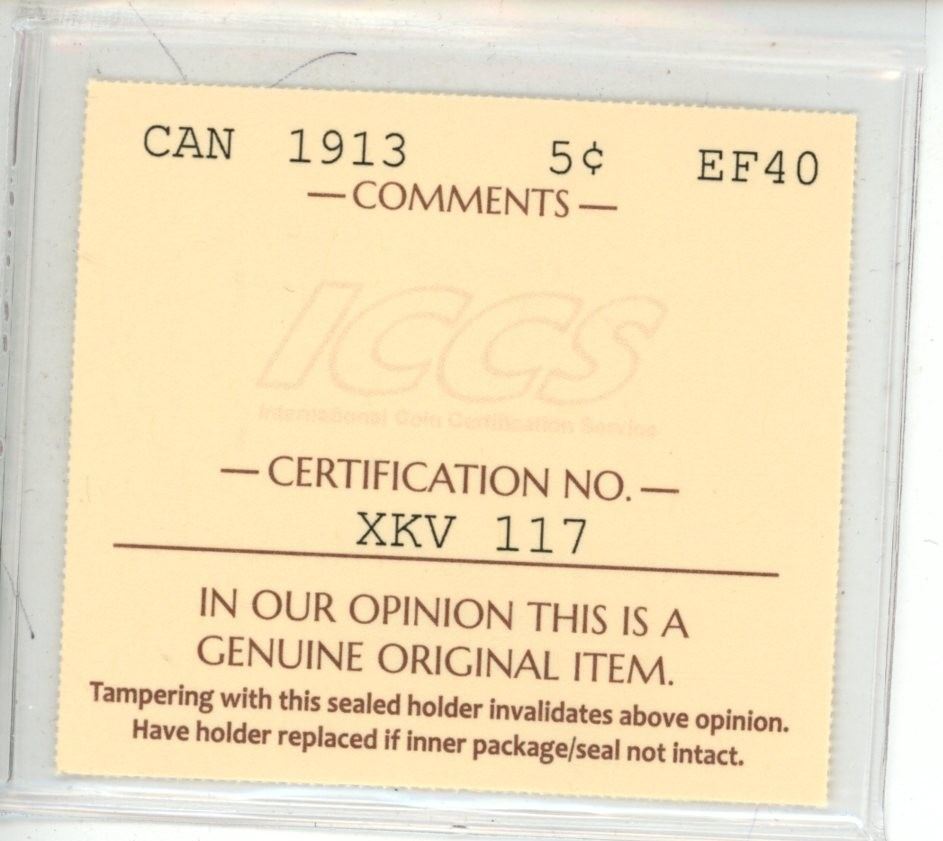 CAN 1913 5¢ EF40
— COMMENTS —
ICCS
International Coin Certification Service
— CERTIFICATION NO. —
XKV 117
IN OUR OPINION THIS IS A
GENUINE ORIGINAL ITEM.
Tampering with this sealed holder invalidates above opinion.
Have holder replaced if inner package/seal not intact.